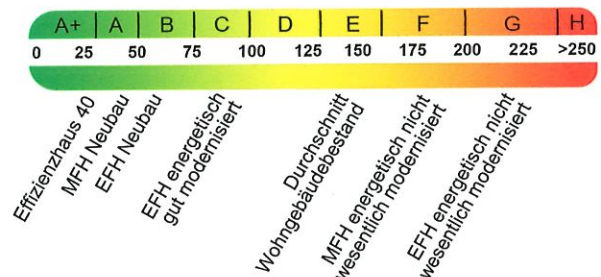 A+ A B C D E F G H
0 25 50 75 100 125 150 175 200 225 >250
Effizienzhaus 40
MFH Neubau
EFH Neubau
EFH energetisch
gut modernisiert
Durchschnitt
Wohngebäudebestand
MFH energetisch nicht
wesentlich modernisiert
EFH energetisch nicht
wesentlich modernisiert